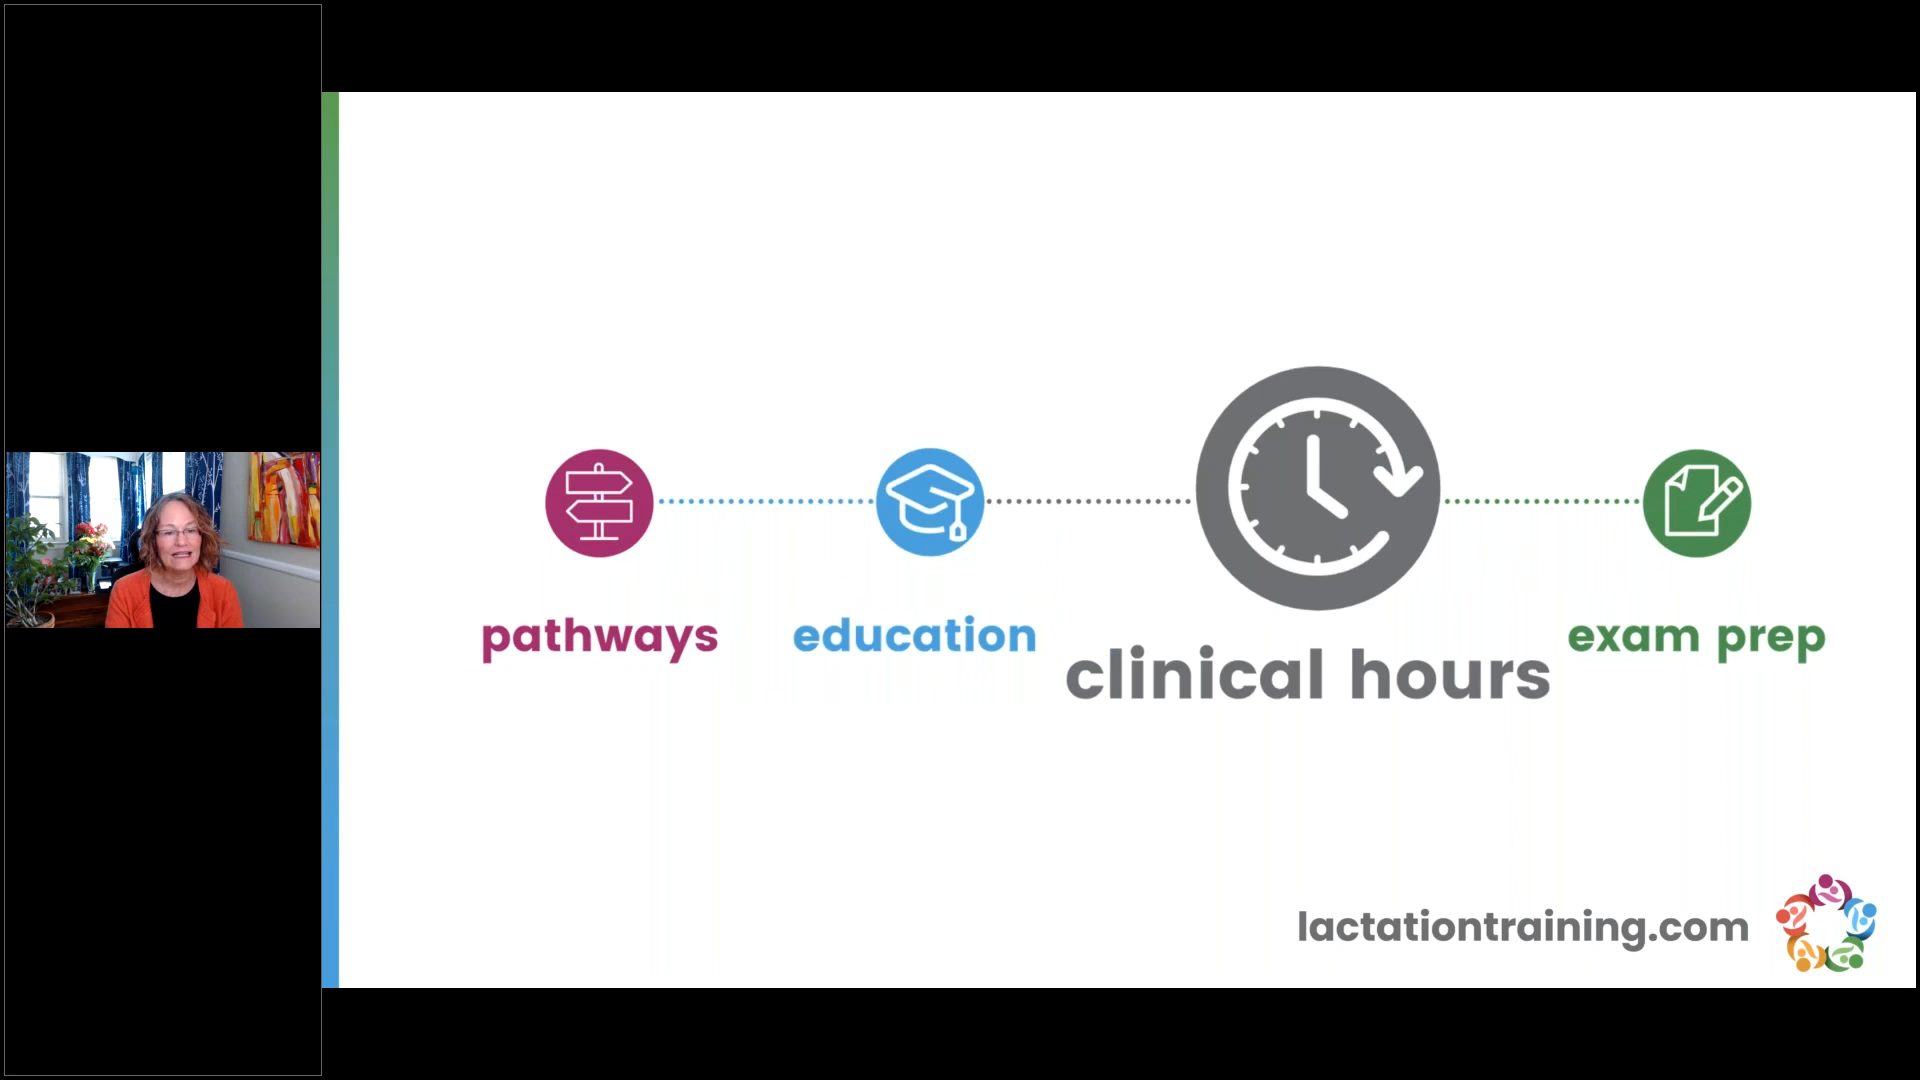 pathways
education
clinical hours
exam prep
lactationtraining.com